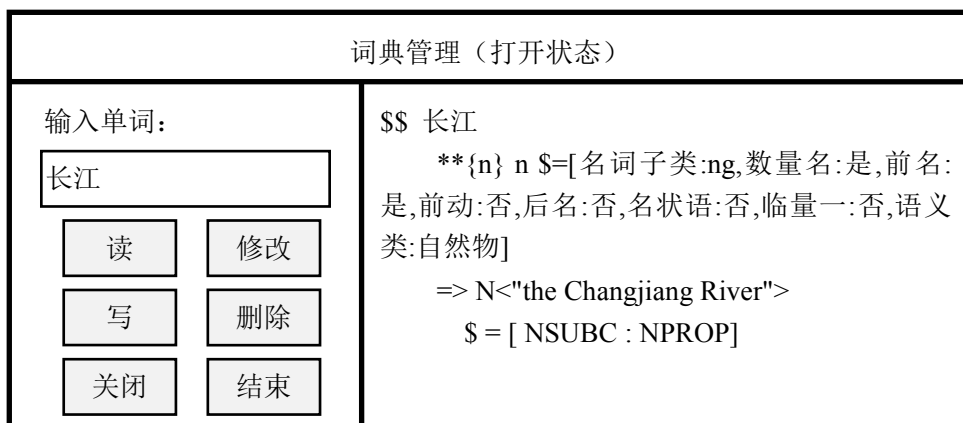 词典管理（打开状态）
输入单词：
长江
读 修改
写 删除
关闭 结束
$$ 长江
**{n} n $=[名词子类:ng,数量名:是,前名:
是,前动:否,后名:否,名状语:否,临量一:否,语义
类:自然物]
=> N<"the Changjiang River">
$ = [ NSUBC : NPROP]